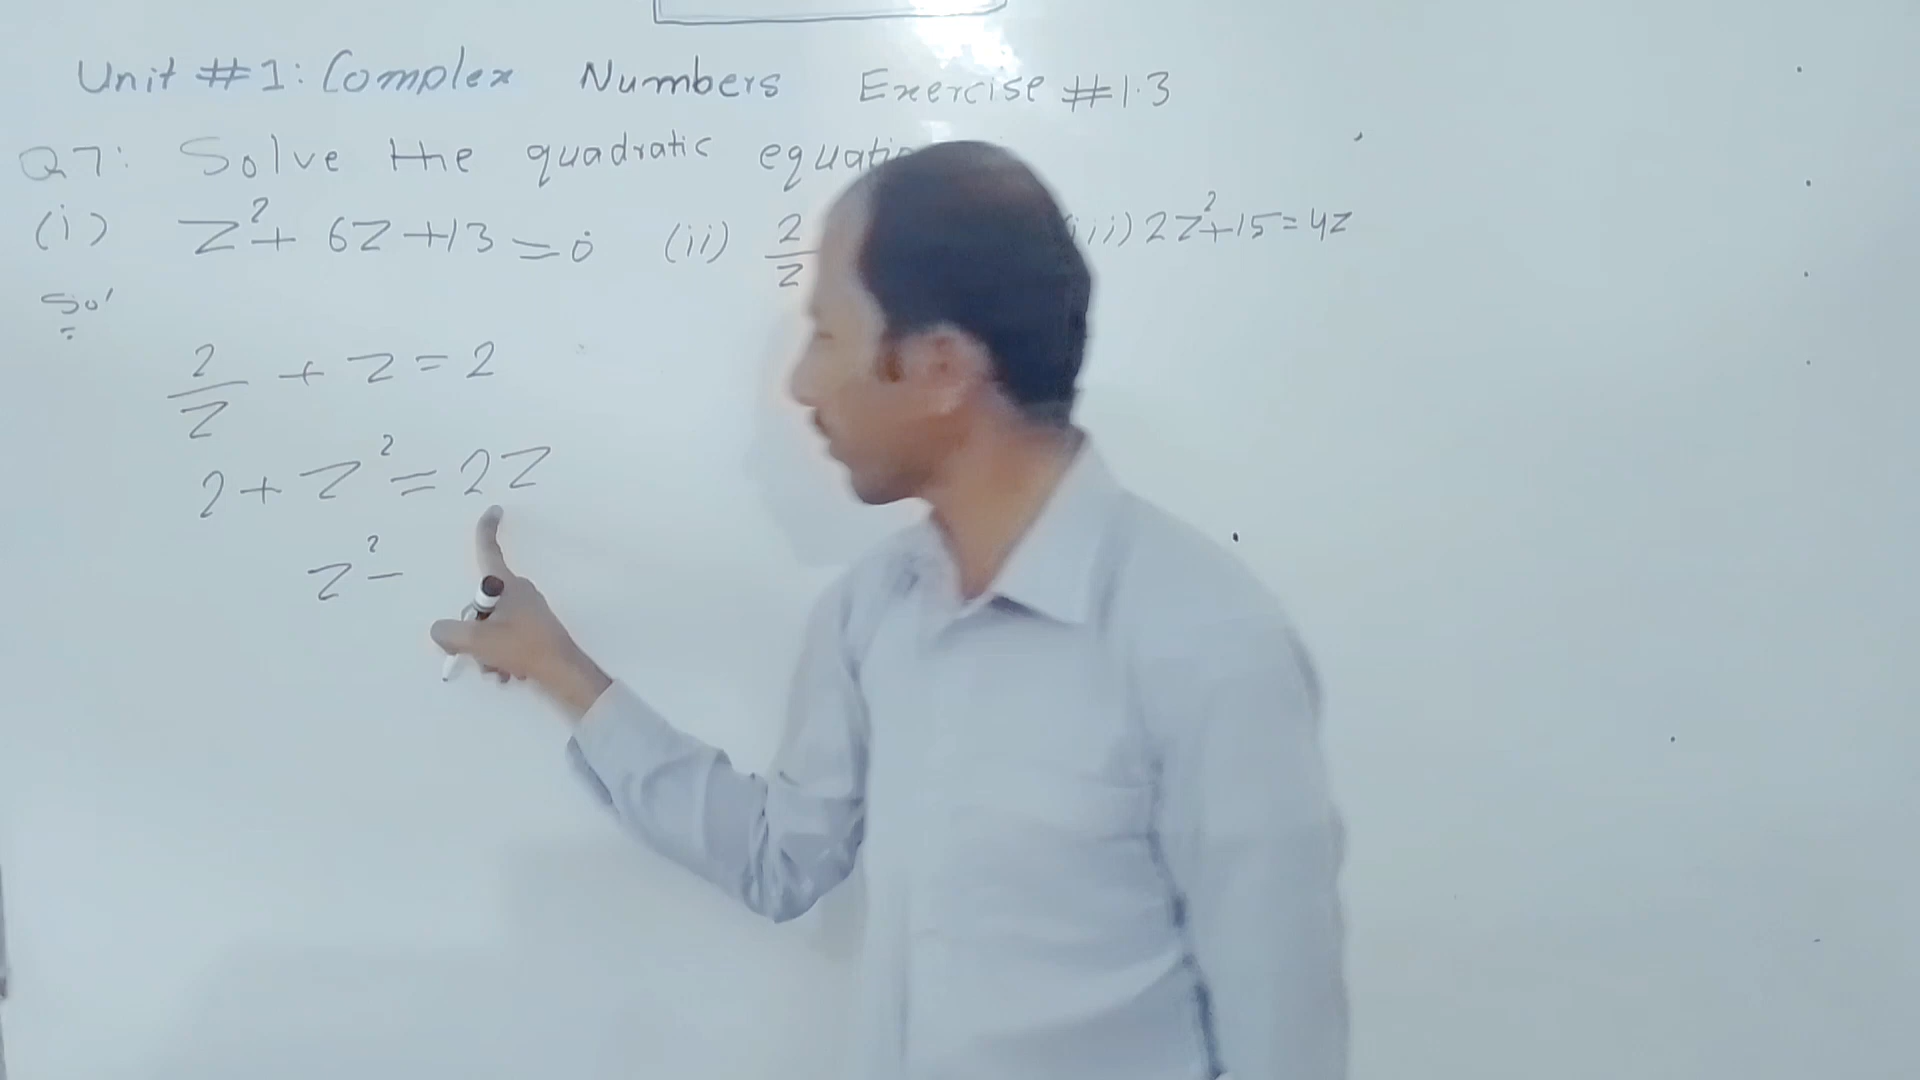 Unit #1: Complex Numbers Exercise #1.3
Q7: Solve the quadratic
(i) Z²+ 6Z+13=0 (ii) 2/Z iii) 2Z²+15=4Z
Sol
2/Z + Z = 2
2 + Z² = 2Z
Z² –